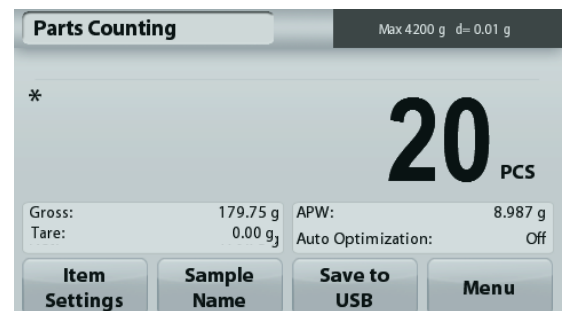 Parts Counting
Max 4200 g d= 0.01 g
*
20 PCS
Gross: 179.75 g
Tare: 0.00 g
APW: 8.987 g
Auto Optimization: Off
Item Settings
Sample Name
Save to USB
Menu